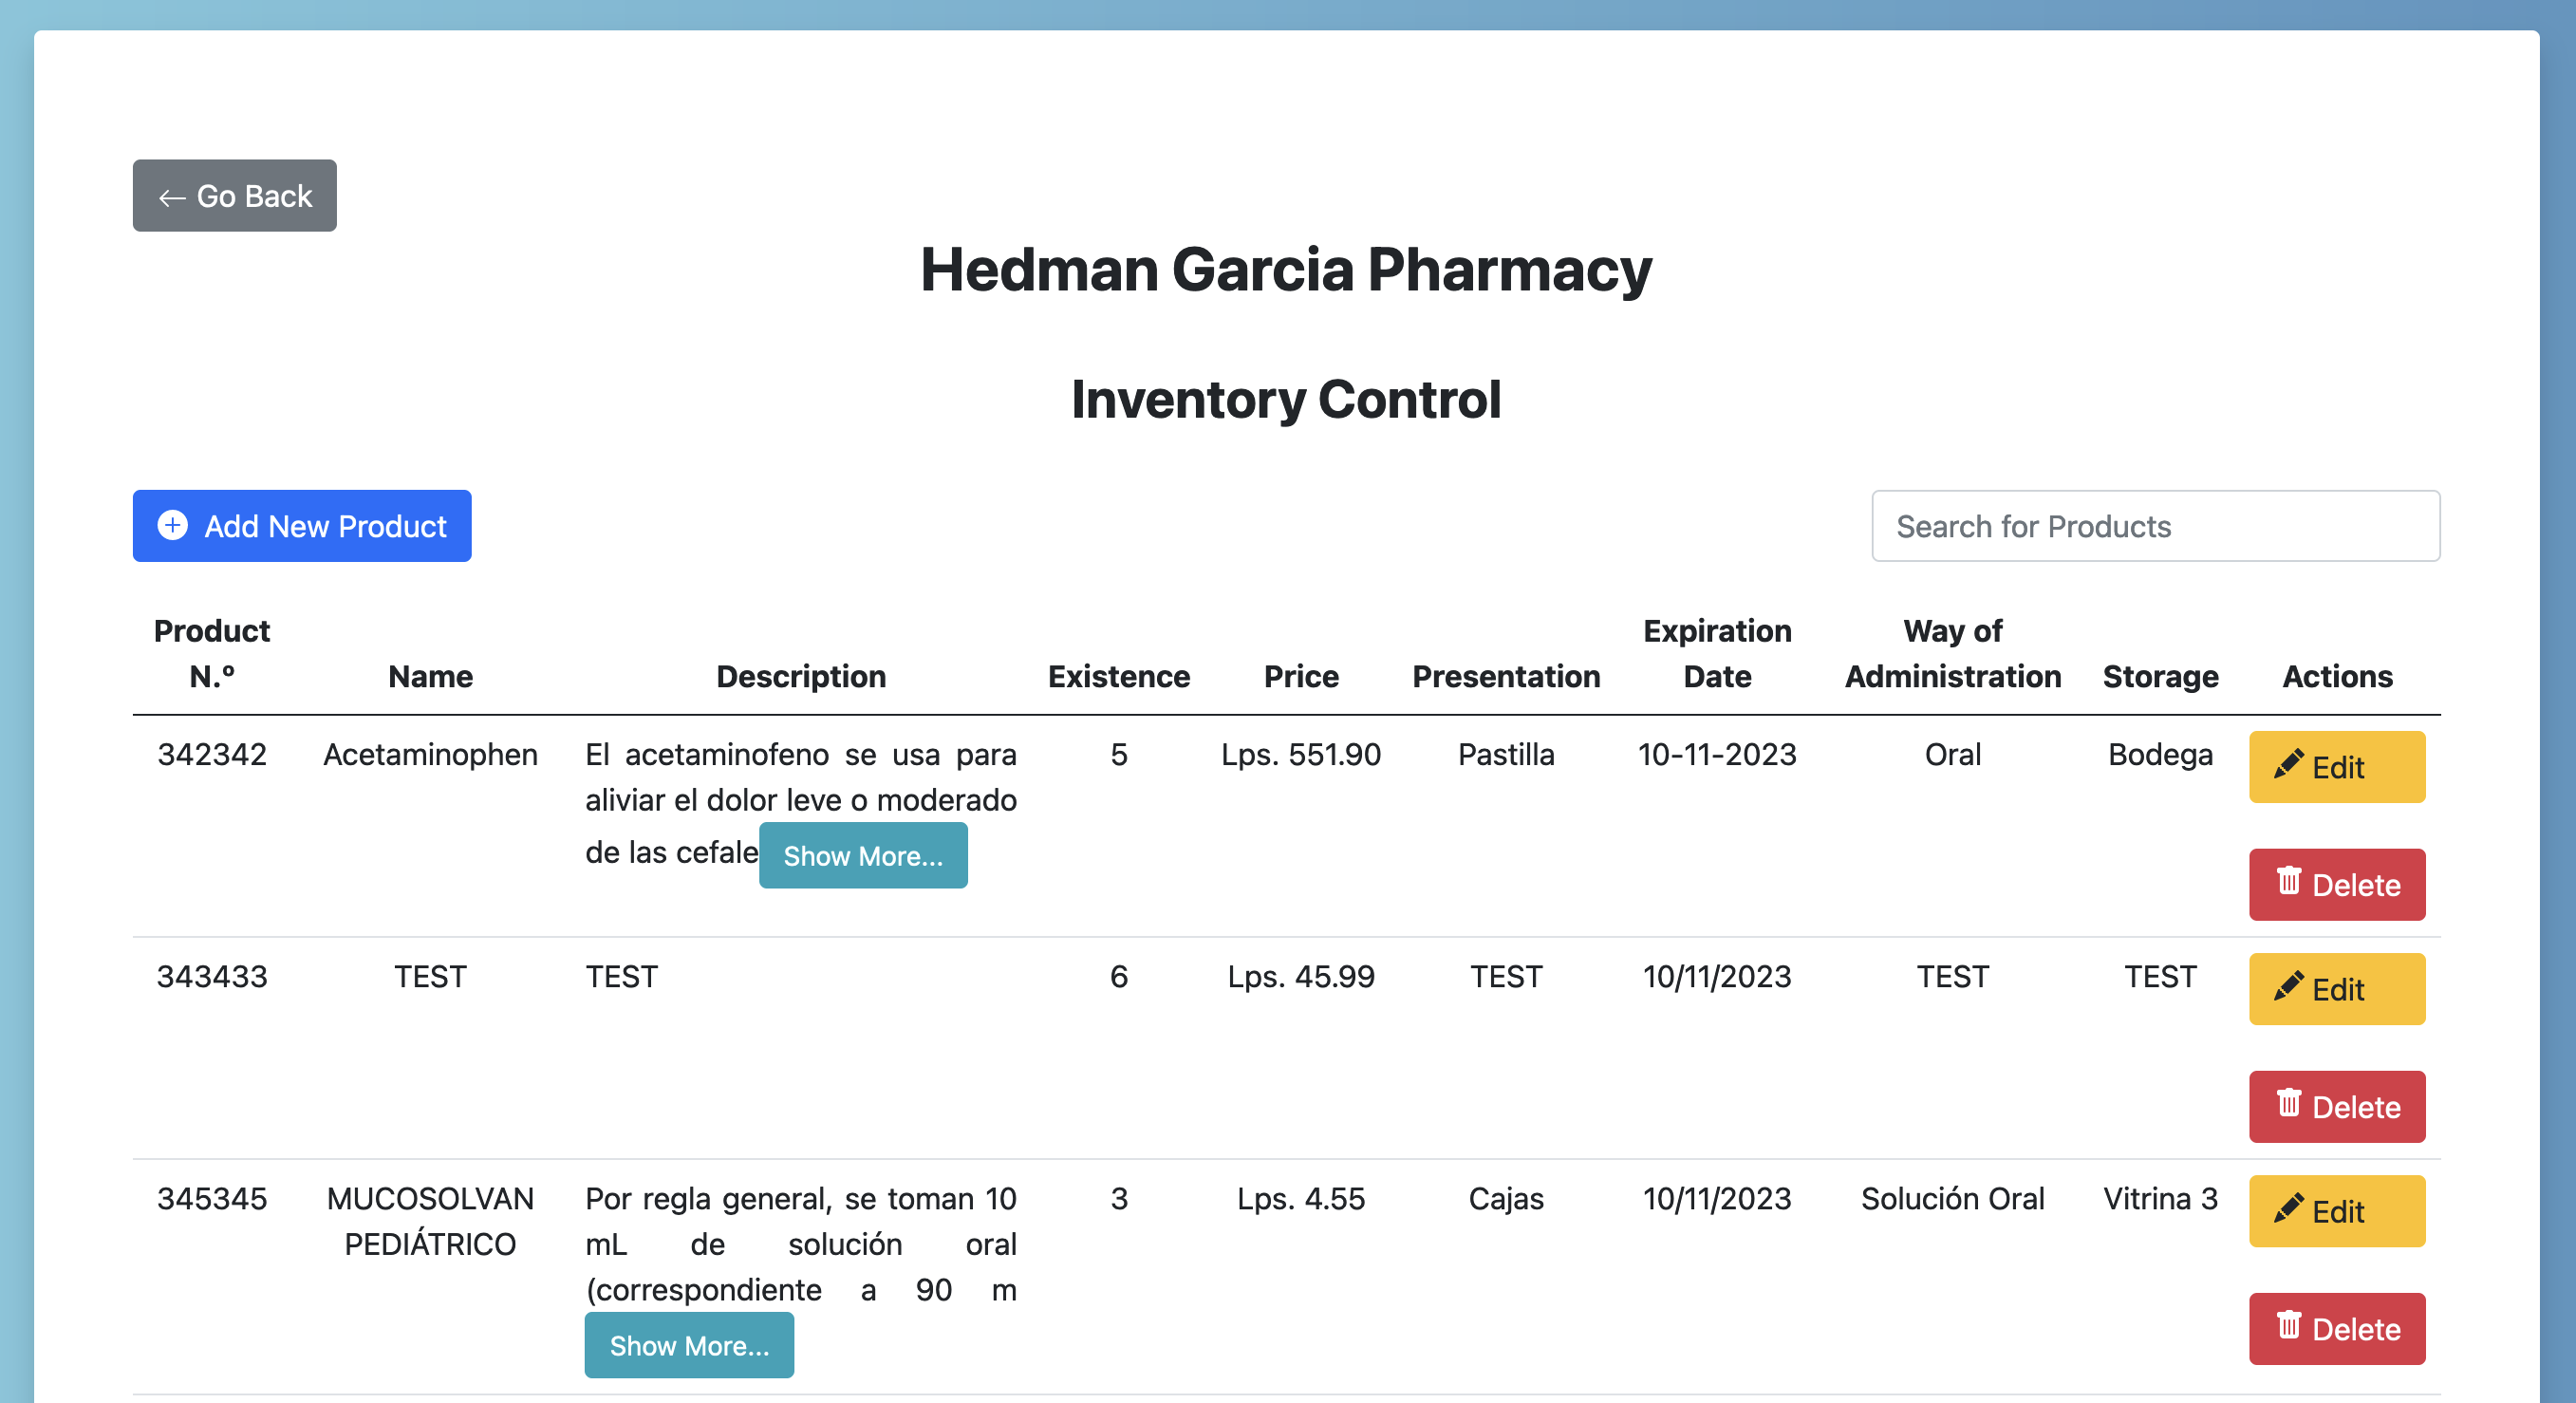 Go Back
Hedman Garcia Pharmacy
Inventory Control
Add New Product
Search for Products
Product N.º Name Description Existence Price Presentation Expiration Date Way of Administration Storage Actions
342342 Acetaminophen El acetaminofeno se usa para 5 Lps. 551.90 Pastilla 10-11-2023 Oral Bodega Edit
aliviar el dolor leve o moderado
de las cefale Show More...
Delete
343433 TEST TEST 6 Lps. 45.99 TEST 10/11/2023 TEST TEST Edit
Delete
345345 MUCOSOLVAN Por regla general, se toman 10 3 Lps. 4.55 Cajas 10/11/2023 Solución Oral Vitrina 3 Edit
PEDIÁTRICO mL de solución oral
(correspondiente a 90 m
Show More...
Delete